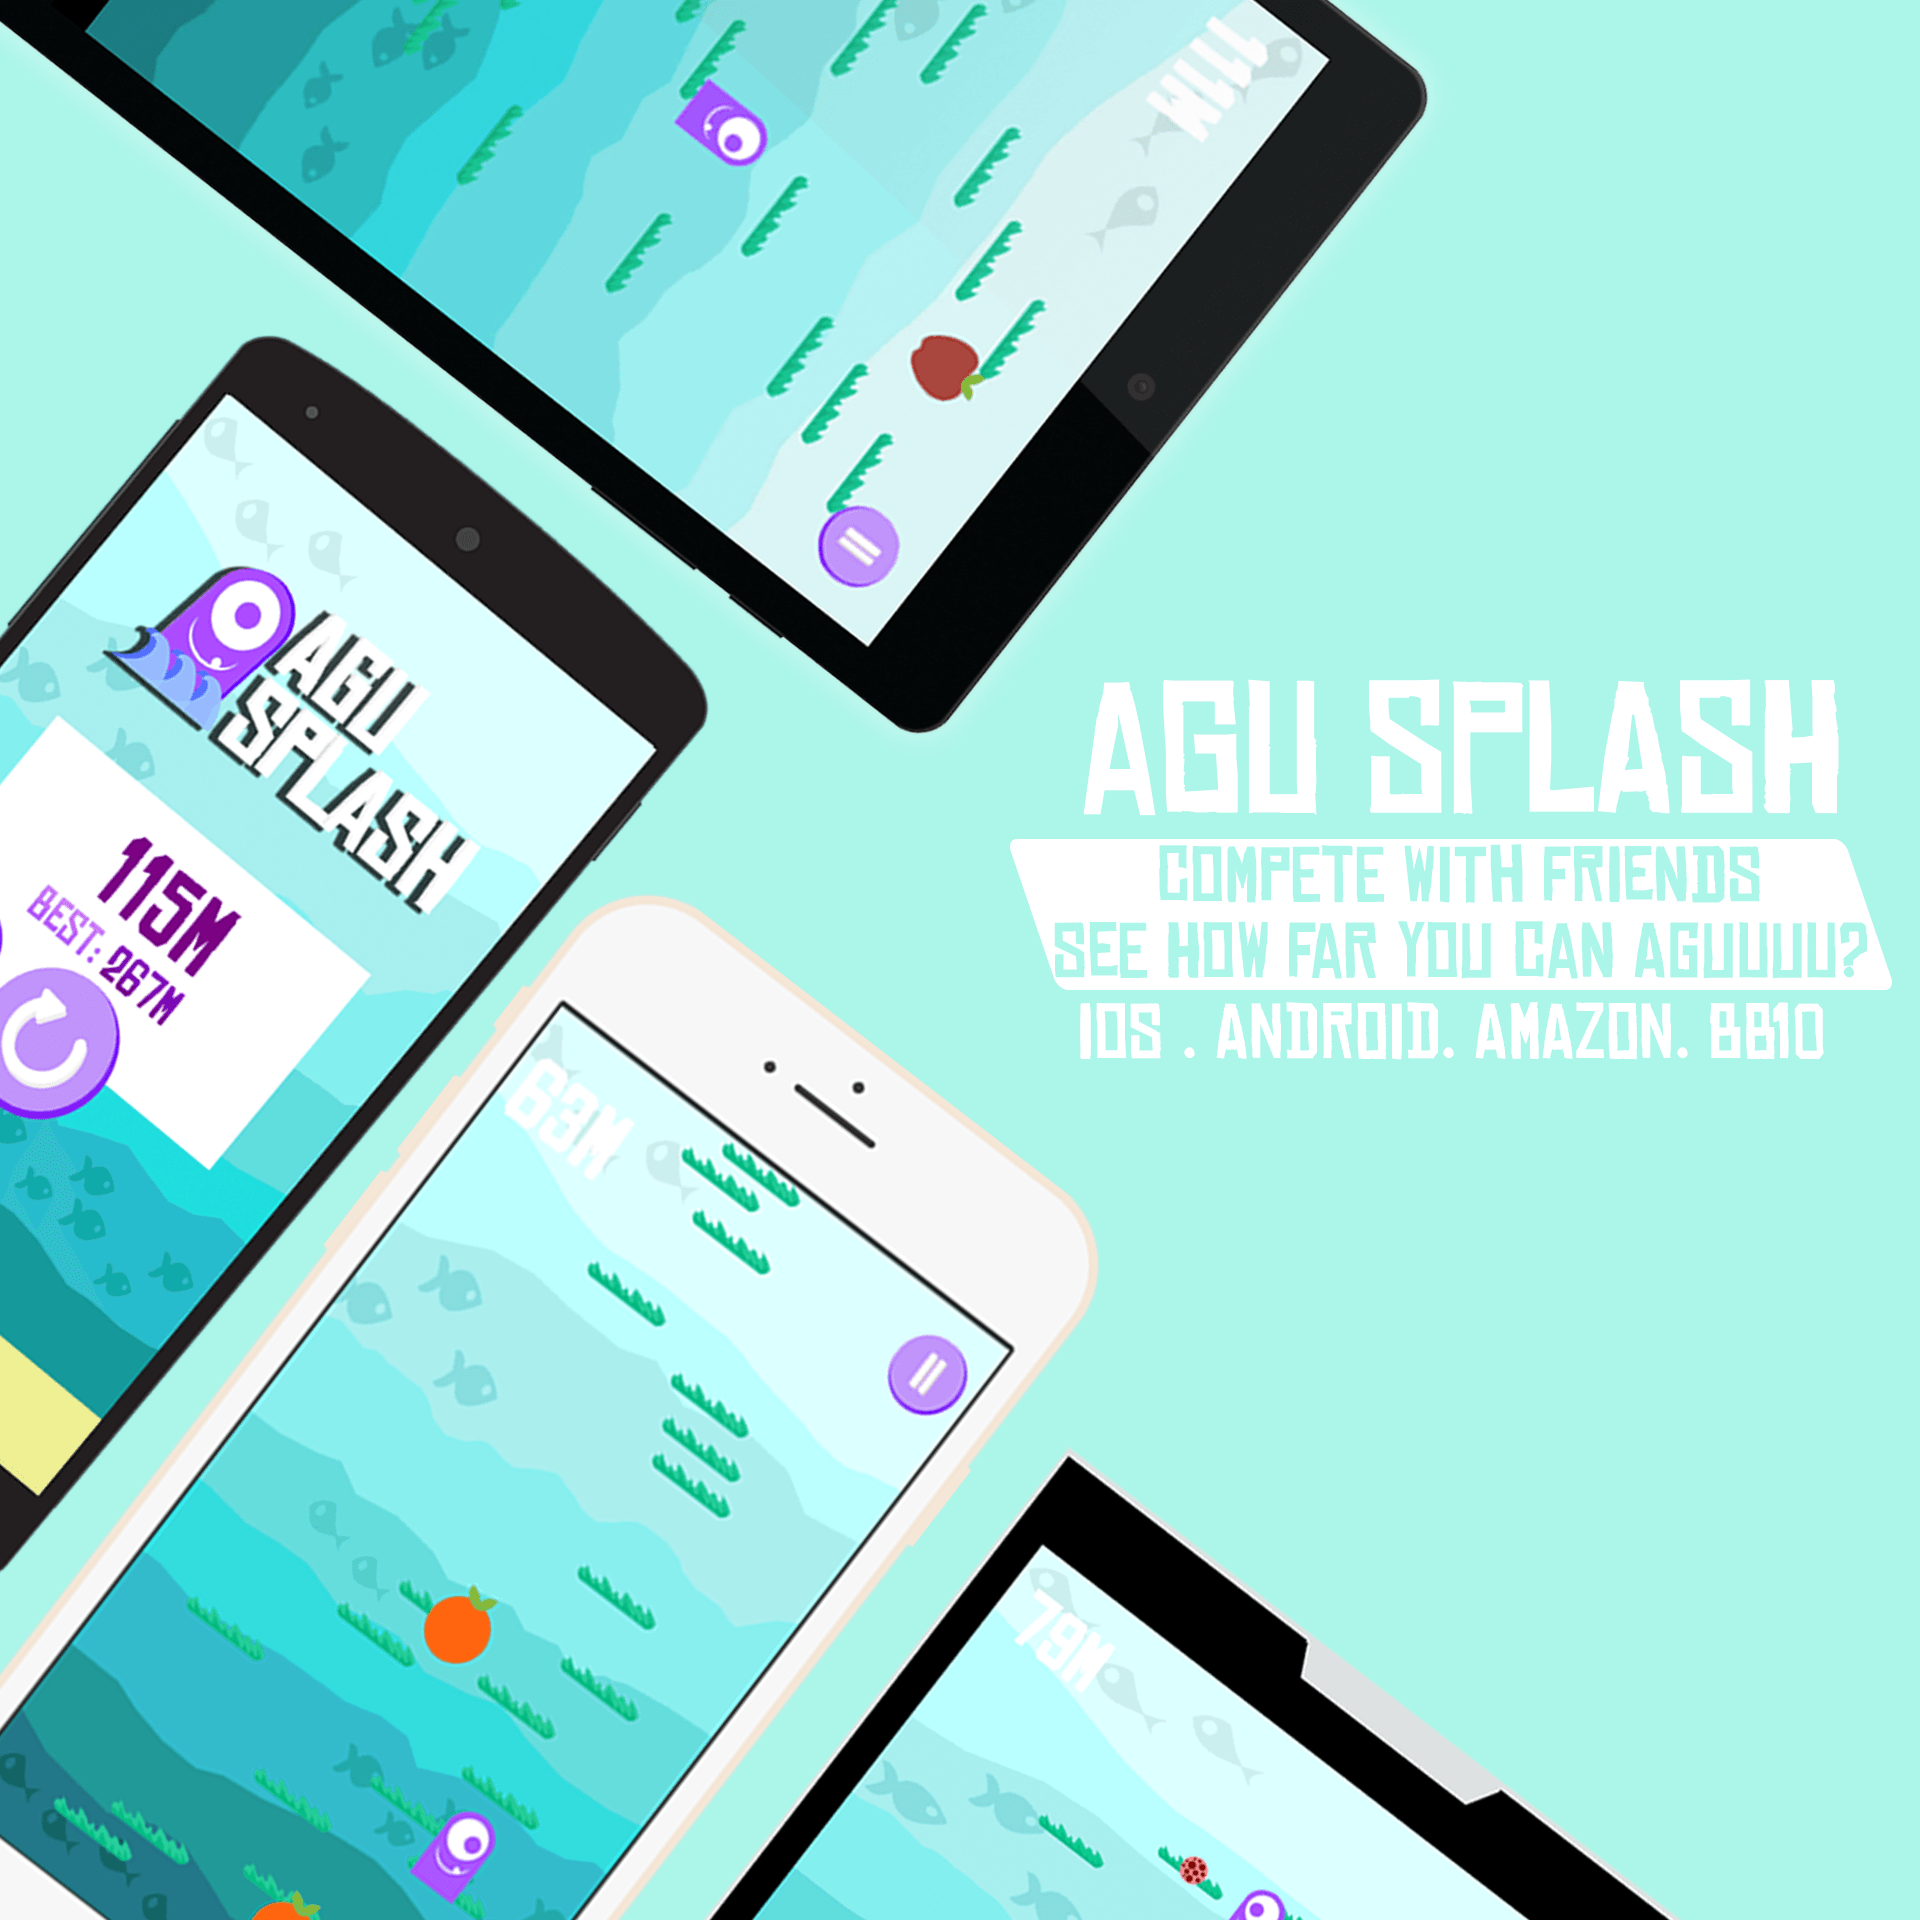 111M
AGU
SPLASH
115M
BEST: 267M
63M
79M
AGU SPLASH
COMPETE WITH FRIENDS
SEE HOW FAR YOU CAN AGUUUU?
IOS . ANDROID. AMAZON. BB10